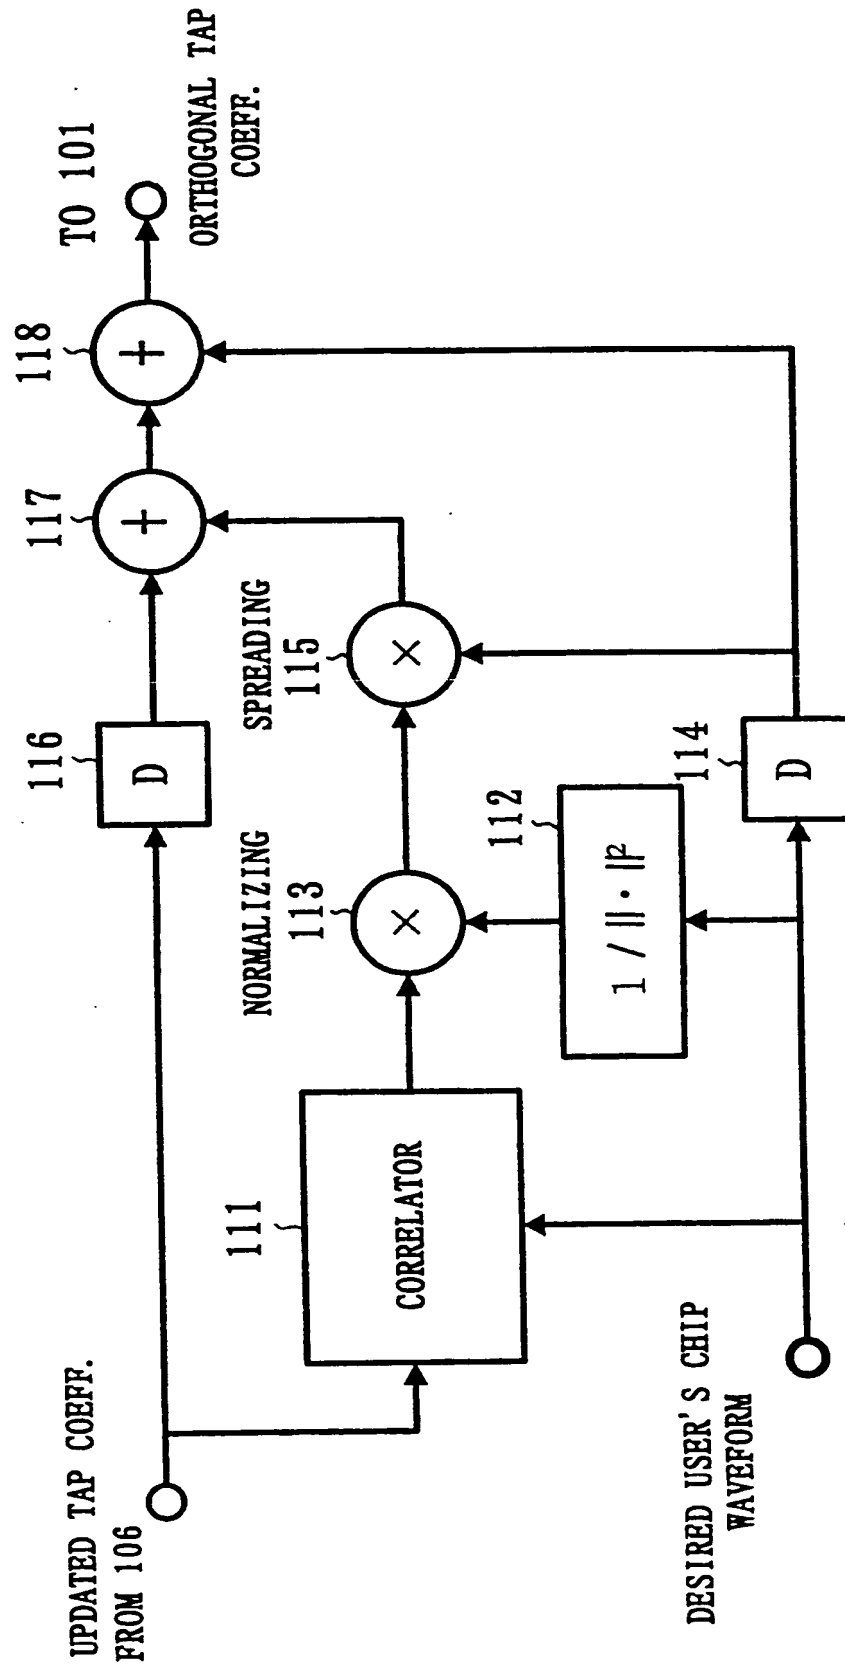 UPDATED TAP COEFF.
FROM 106
116
D
117
+
118
+
TO 101
ORTHOGONAL TAP
COEFF.
111
CORRELATOR
NORMALIZING
113
×
SPREADING
115
×
112
1 / ||·||²
114
D
DESIRED USER'S CHIP
WAVEFORM